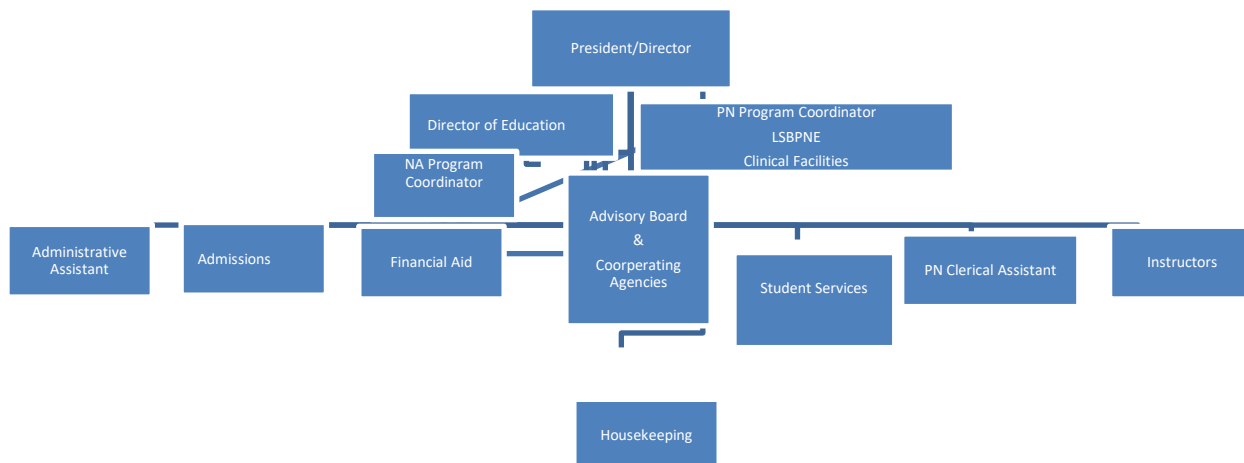 President/Director
Director of Education
PN Program Coordinator
LSBPNE
Clinical Facilities
NA Program
Coordinator
Advisory Board
&
Coorperating
Agencies
Administrative
Assistant
Admissions
Financial Aid
Student Services
PN Clerical Assistant
Instructors
Housekeeping